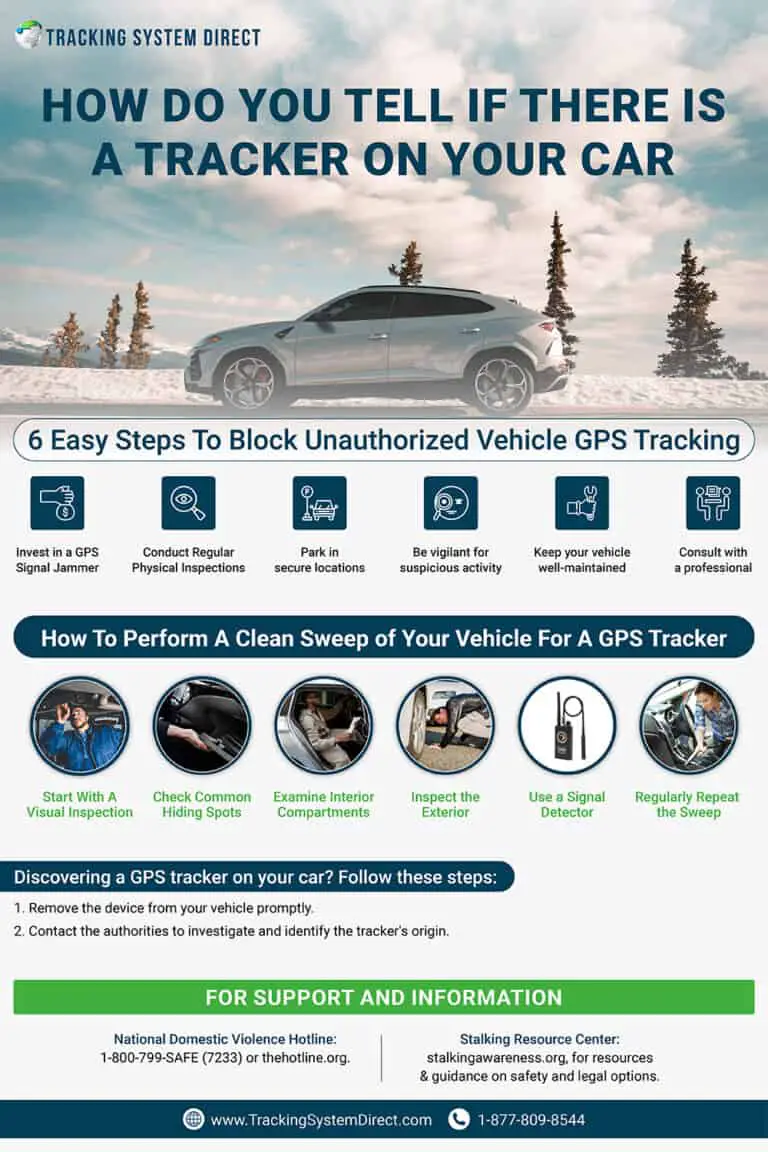 TRACKING SYSTEM DIRECT
HOW DO YOU TELL IF THERE IS
A TRACKER ON YOUR CAR
6 Easy Steps To Block Unauthorized Vehicle GPS Tracking
Invest in a GPS
Signal Jammer
Conduct Regular
Physical Inspections
Park in
secure locations
Be vigilant for
suspicious activity
Keep your vehicle
well-maintained
Consult with
a professional
How To Perform A Clean Sweep of Your Vehicle For A GPS Tracker
Start With A
Visual Inspection
Check Common
Hiding Spots
Examine Interior
Compartments
Inspect the
Exterior
Use a Signal
Detector
Regularly Repeat
the Sweep
Discovering a GPS tracker on your car? Follow these steps:
1. Remove the device from your vehicle promptly.
2. Contact the authorities to investigate and identify the tracker's origin.
FOR SUPPORT AND INFORMATION
National Domestic Violence Hotline:
1-800-799-SAFE (7233) or thehotline.org.
Stalking Resource Center:
stalkingawareness.org, for resources
& guidance on safety and legal options.
www.TrackingSystemDirect.com
1-877-809-8544